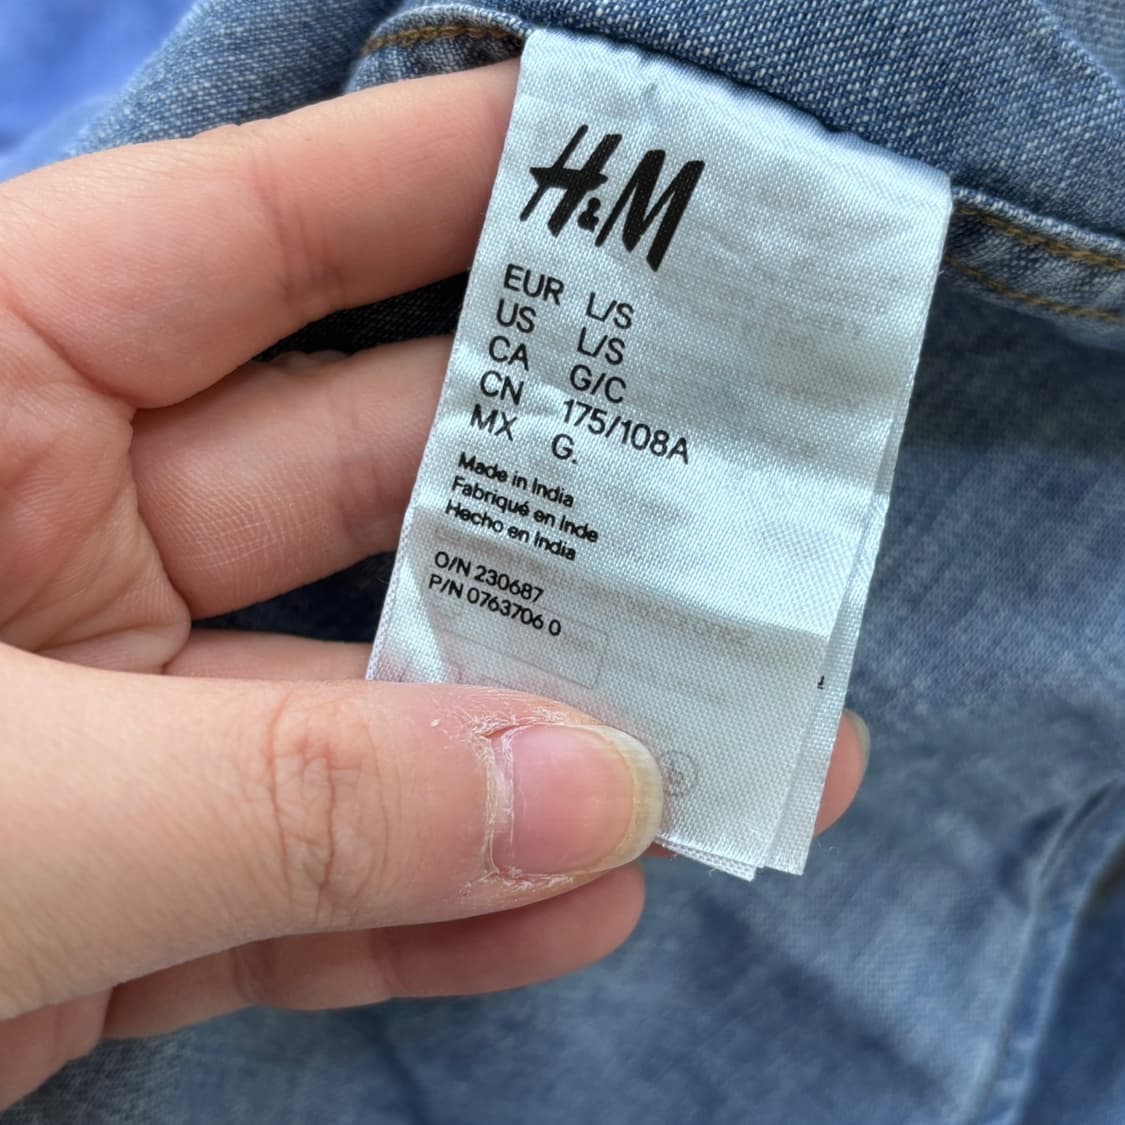 H&M
EUR L/S
US L/S
CA G/C
CN 175/108A
MX G.
Made in India
Fabriqué en Inde
Hecho en India
O/N 230687
P/N 0763706 0